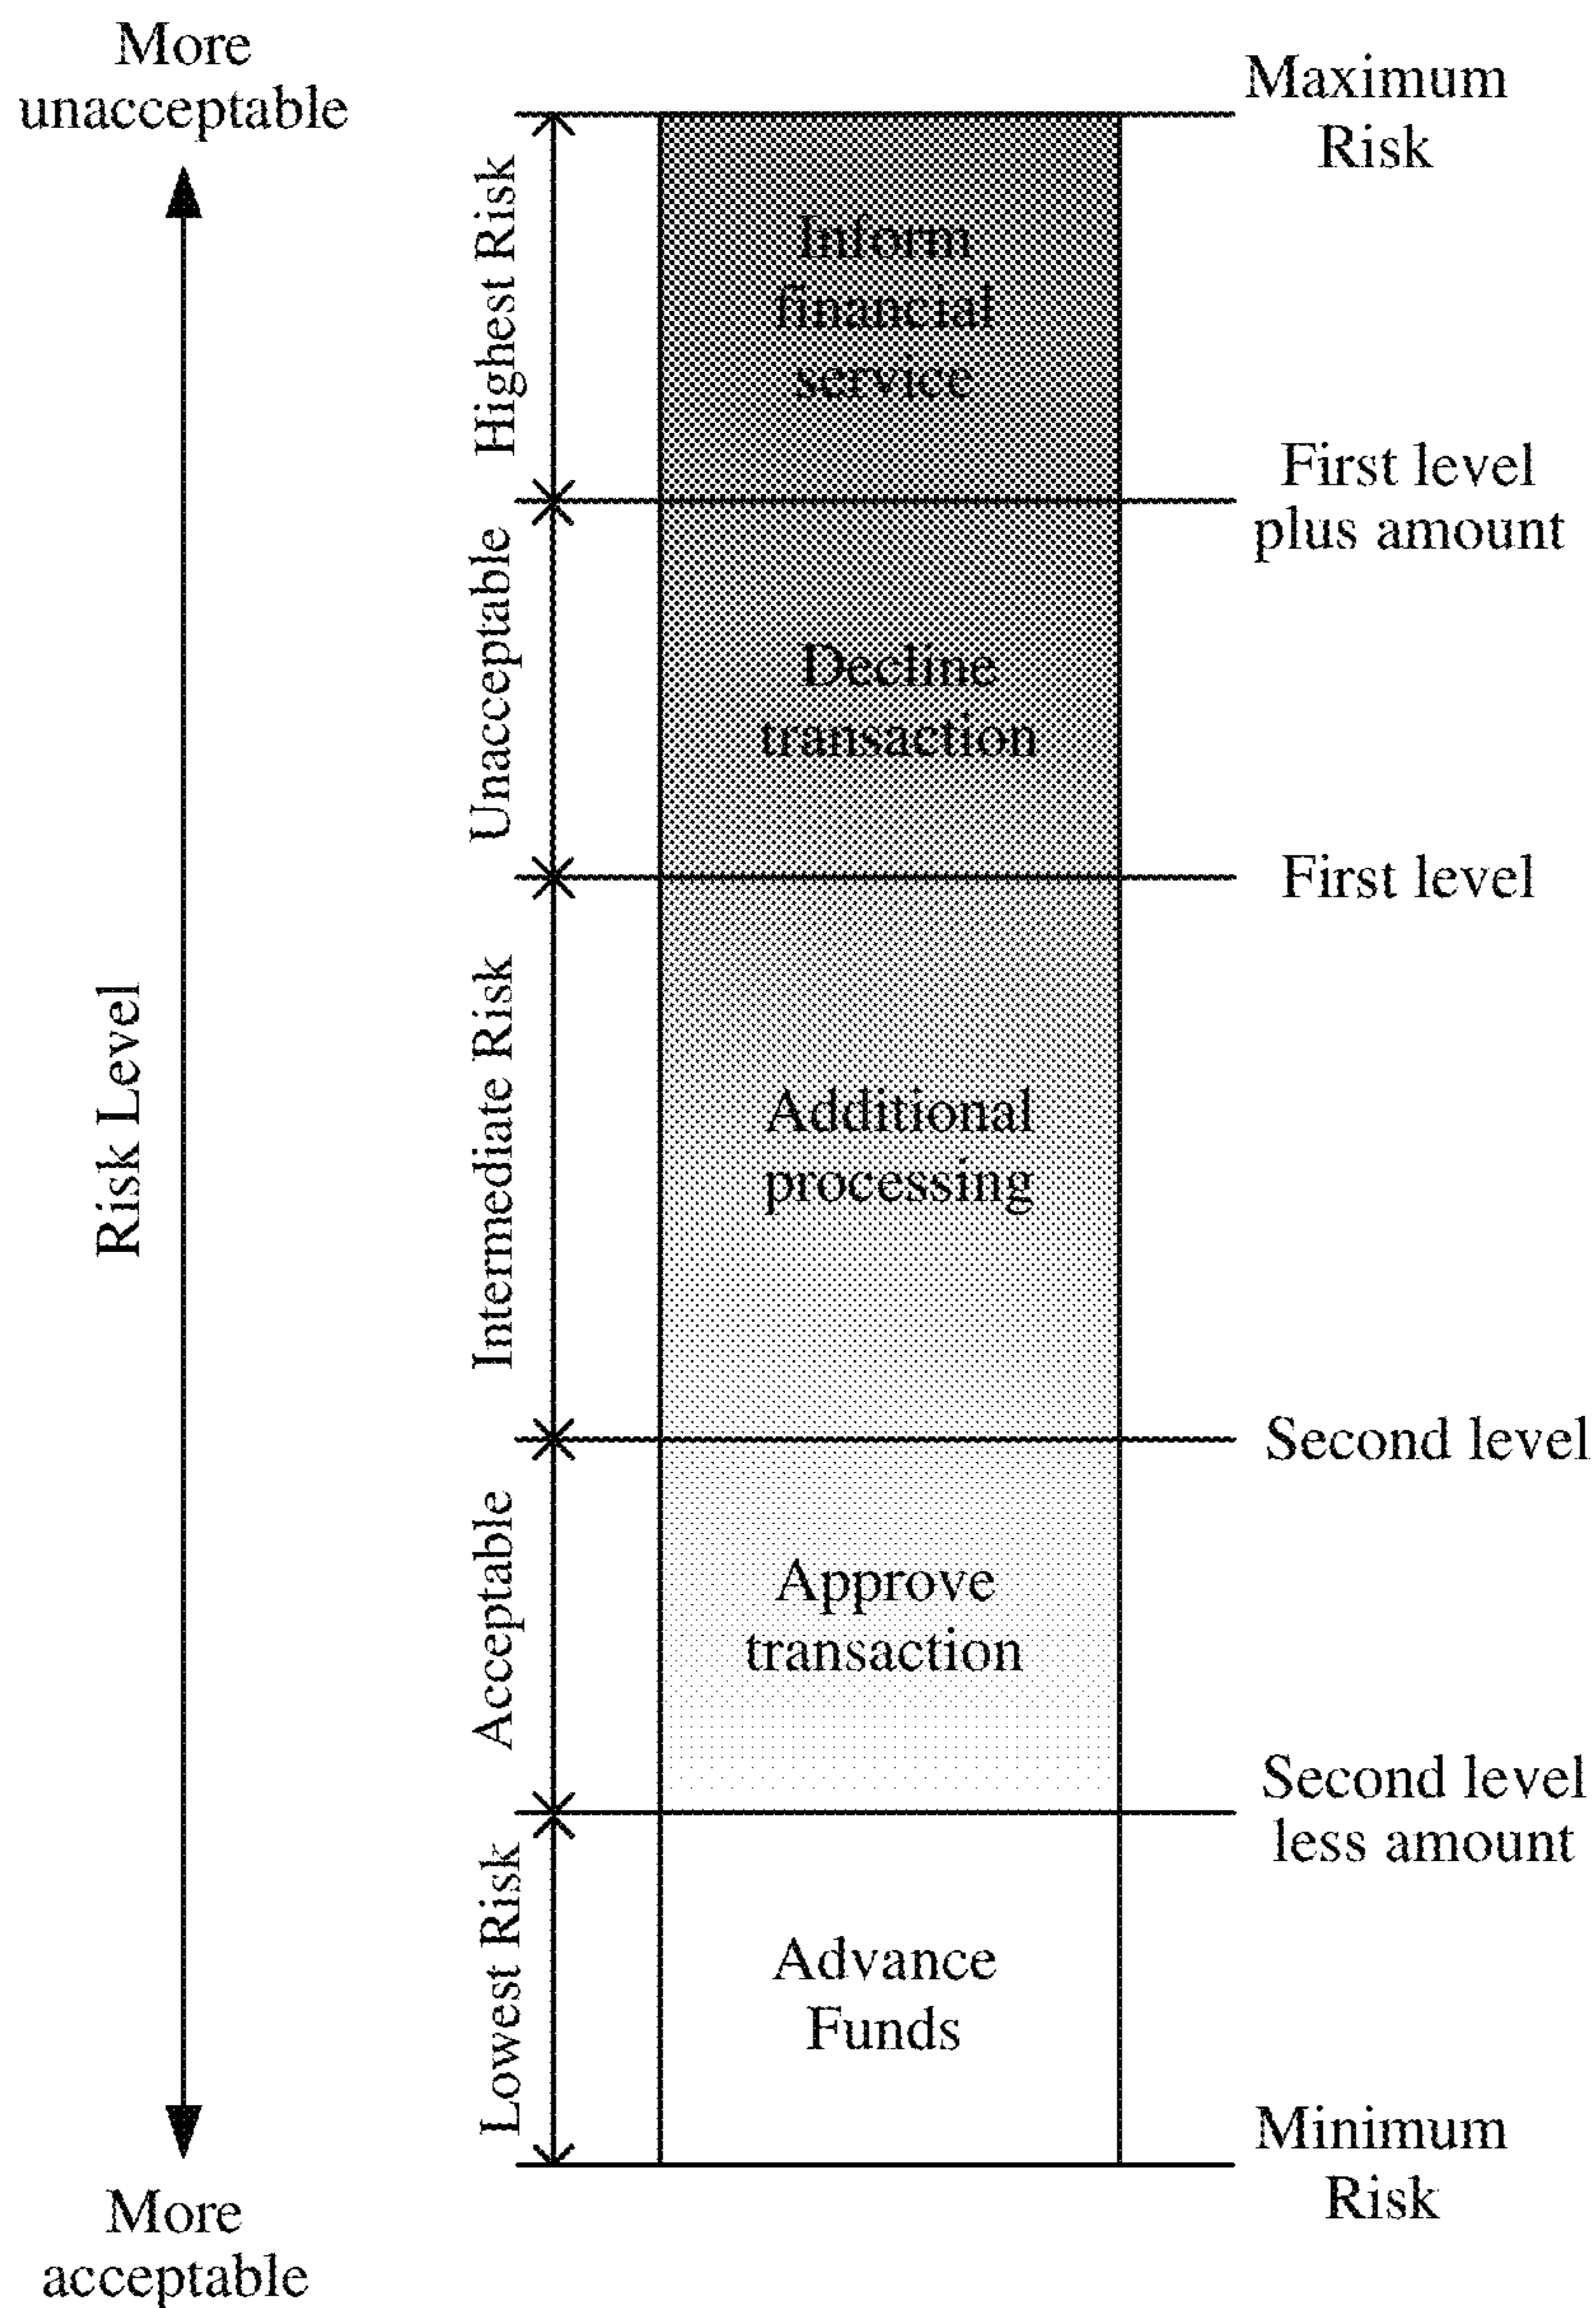 More
unacceptable
Maximum
Risk
Highest Risk
Inform
financial
service
First level
plus amount
Unacceptable
Decline
transaction
First level
Risk Level
Intermediate Risk
Additional
processing
Second level
Acceptable
Approve
transaction
Second level
less amount
Lowest Risk
Advance
Funds
Minimum
Risk
More
acceptable